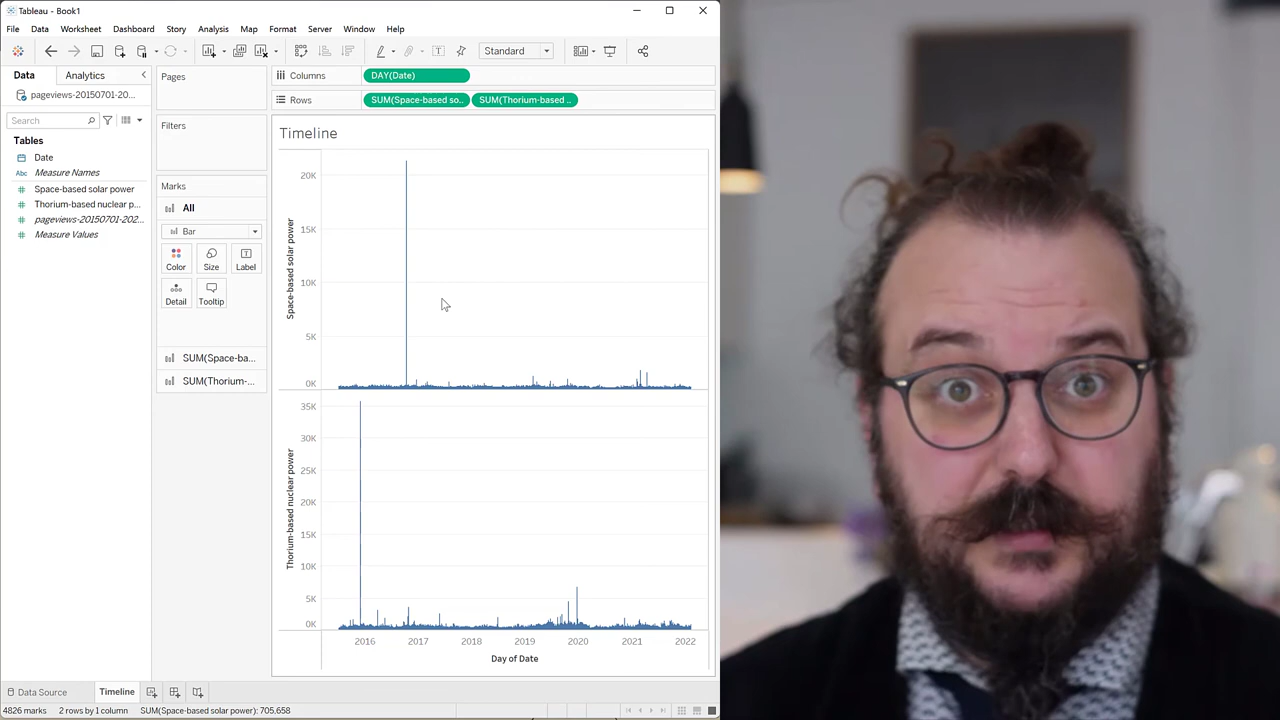 Tableau - Book1
File Data Worksheet Dashboard Story Analysis Map Format Server Window Help
Standard
Data Analytics
pageviews-20150701-20...
Search
Tables
Date
Abc Measure Names
Space-based solar power
Thorium-based nuclear p...
pageviews-20150701-202...
Measure Values
Pages
Filters
Marks
All
Bar
Color Size Label
Detail Tooltip
SUM(Space-ba...
SUM(Thorium-...
Columns DAY(Date)
Rows SUM(Space-based so.. SUM(Thorium-based ..
Timeline
Space-based solar power
20K
15K
10K
5K
0K
Thorium-based nuclear power
35K
30K
25K
20K
15K
10K
5K
0K
2016 2017 2018 2019 2020 2021 2022
Day of Date
Data Source Timeline
4826 marks 2 rows by 1 column SUM(Space-based solar power): 705,658